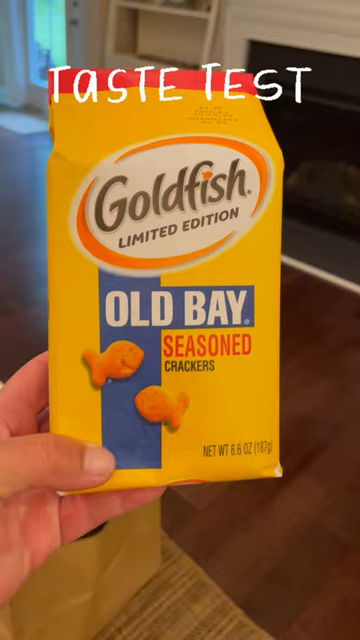 TASTE TEST
Goldfish.
LIMITED EDITION
OLD BAY®
SEASONED
CRACKERS
NET WT 6.6 OZ (187g)